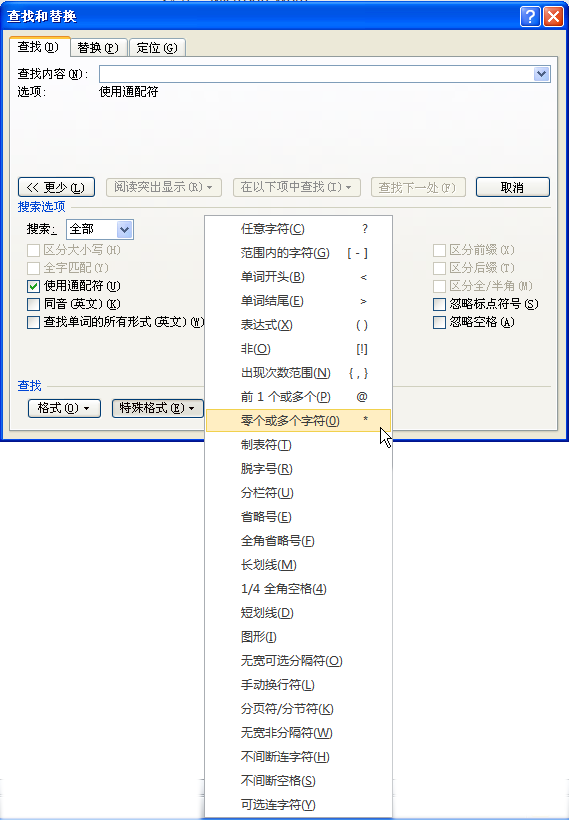 查找和替换
查找(D) 替换(P) 定位(G)
查找内容(N):
选项: 使用通配符
<< 更少(L) 阅读突出显示(R) 在以下项中查找(I) 查找下一处(F) 取消
搜索选项
搜索: 全部
区分大小写(H) 区分前缀(X)
全字匹配(Y) 区分后缀(T)
使用通配符(U) 区分全/半角(M)
同音(英文)(K) 忽略标点符号(S)
查找单词的所有形式(英文)(W) 忽略空格(A)
查找
格式(O) 特殊格式(E)
任意字符(C) ?
范围内的字符(G) [ - ]
单词开头(B) <
单词结尾(E) >
表达式(X) ( )
非(O) [!]
出现次数范围(N) { , }
前 1 个或多个(P) @
零个或多个字符(0) *
制表符(T)
脱字号(R)
分栏符(U)
省略号(E)
全角省略号(F)
长划线(M)
1/4 全角空格(4)
短划线(D)
图形(I)
无宽可选分隔符(O)
手动换行符(L)
分页符/分节符(K)
无宽非分隔符(W)
不间断连字符(H)
不间断空格(S)
可选连字符(Y)